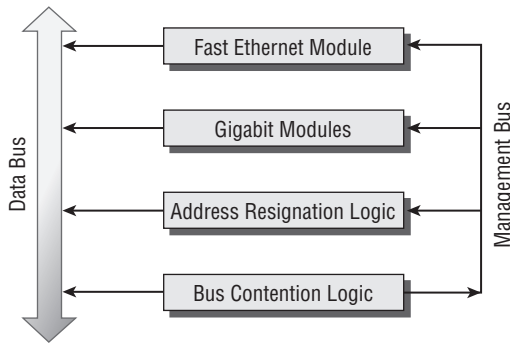 Fast Ethernet Module
Gigabit Modules
Address Resignation Logic
Bus Contention Logic
Data Bus
Management Bus